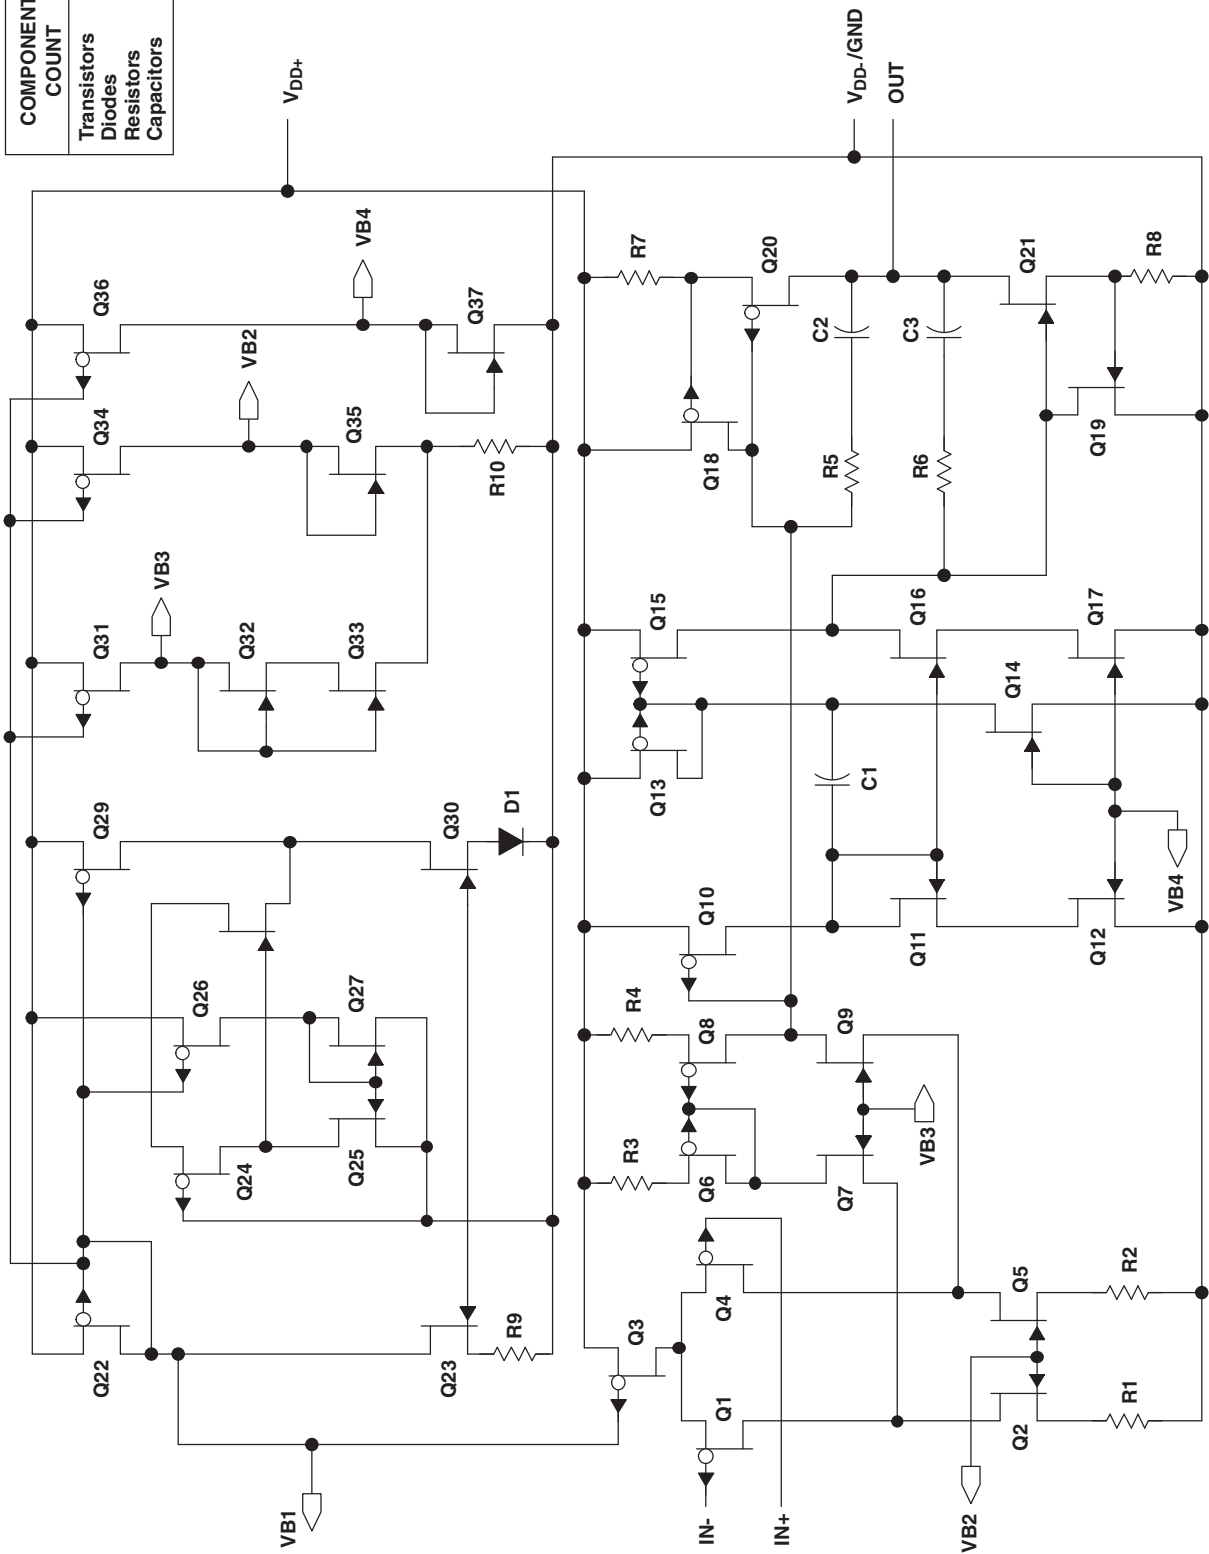 COMPONENT
COUNT
Transistors
Diodes
Resistors
Capacitors
VDD+
VDD-/GND
OUT
Q36
VB4
Q37
Q34
VB2
Q35
R10
Q31
VB3
Q32
Q33
Q29
Q30
D1
Q26
Q27
Q24
Q25
Q22
Q23
R9
VB1
R7
Q20
Q18
C2
R5
C3
R6
Q21
Q19
R8
Q15
Q13
Q16
Q17
Q14
C1
Q10
Q11
Q12
VB4
R4
R3
Q8
Q6
Q9
Q7
VB3
Q3
Q4
Q1
Q5
Q2
R2
R1
IN-
IN+
VB2